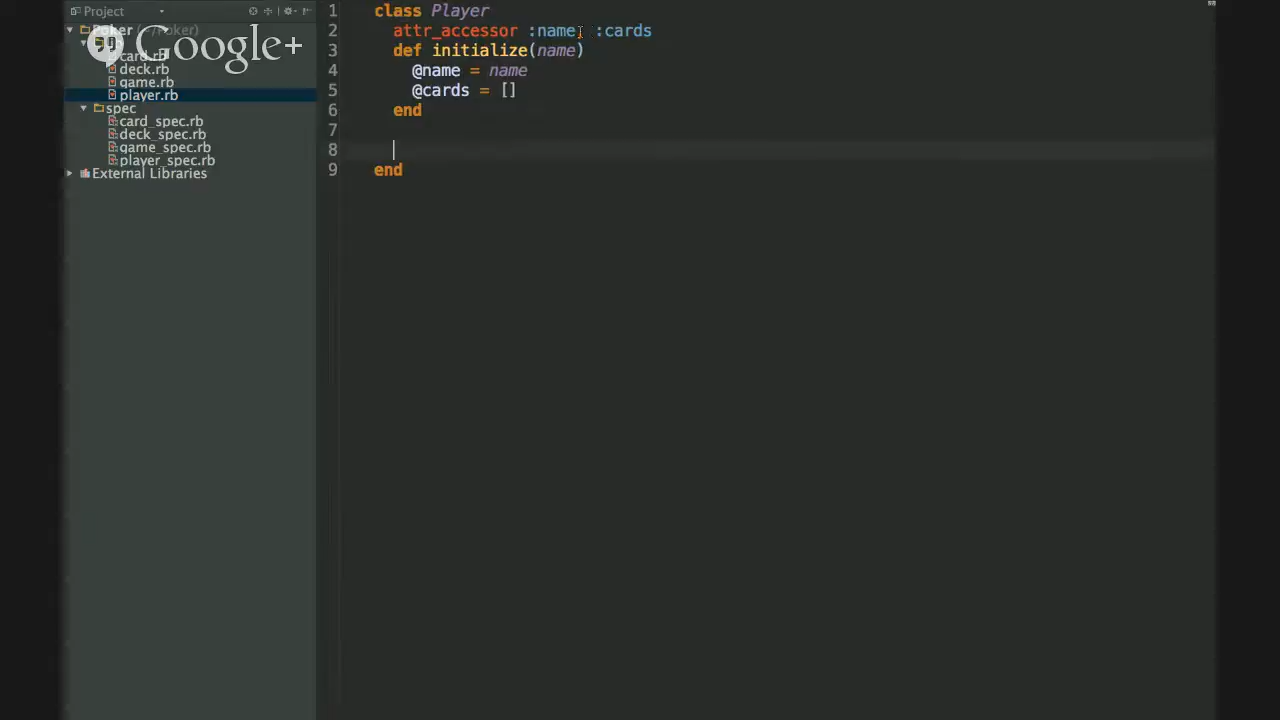 Project
Poker (~/Poker)
Google+
card.rb
deck.rb
game.rb
player.rb
spec
card_spec.rb
deck_spec.rb
game_spec.rb
player_spec.rb
External Libraries
1 class Player
2 attr_accessor :name, :cards
3 def initialize(name)
4 @name = name
5 @cards = []
6 end
7
8
9 end